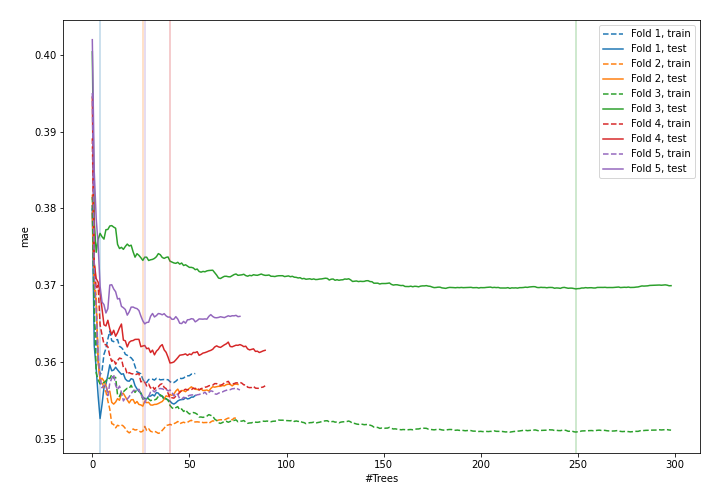 0.40
0.39
0.38
0.37
0.36
0.35
mae
0
50
100
150
200
250
300
#Trees
Fold 1, train
Fold 1, test
Fold 2, train
Fold 2, test
Fold 3, train
Fold 3, test
Fold 4, train
Fold 4, test
Fold 5, train
Fold 5, test